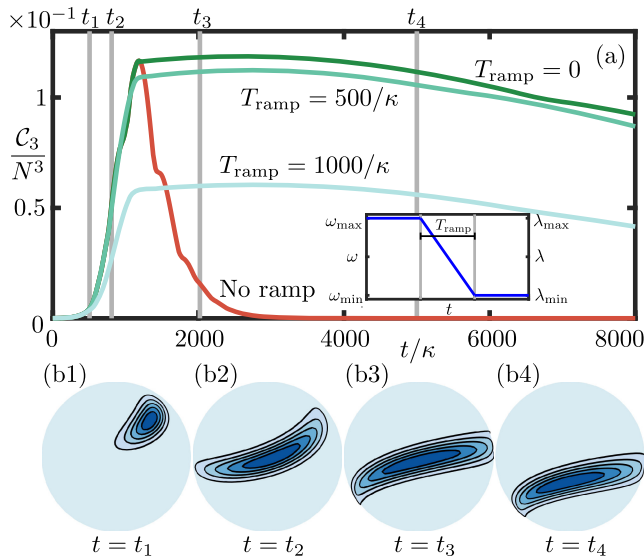 ×10⁻¹ t₁ t₂ t₃ t₄
(a)
T_ramp = 0
1
T_ramp = 500/κ
C₃/N³
T_ramp = 1000/κ
0.5
ω_max T_ramp λ_max
ω λ
No ramp
ω_min λ_min
t
0
0 2000 4000 6000 8000
t/κ
(b1) (b2) (b3) (b4)
t = t₁ t = t₂ t = t₃ t = t₄